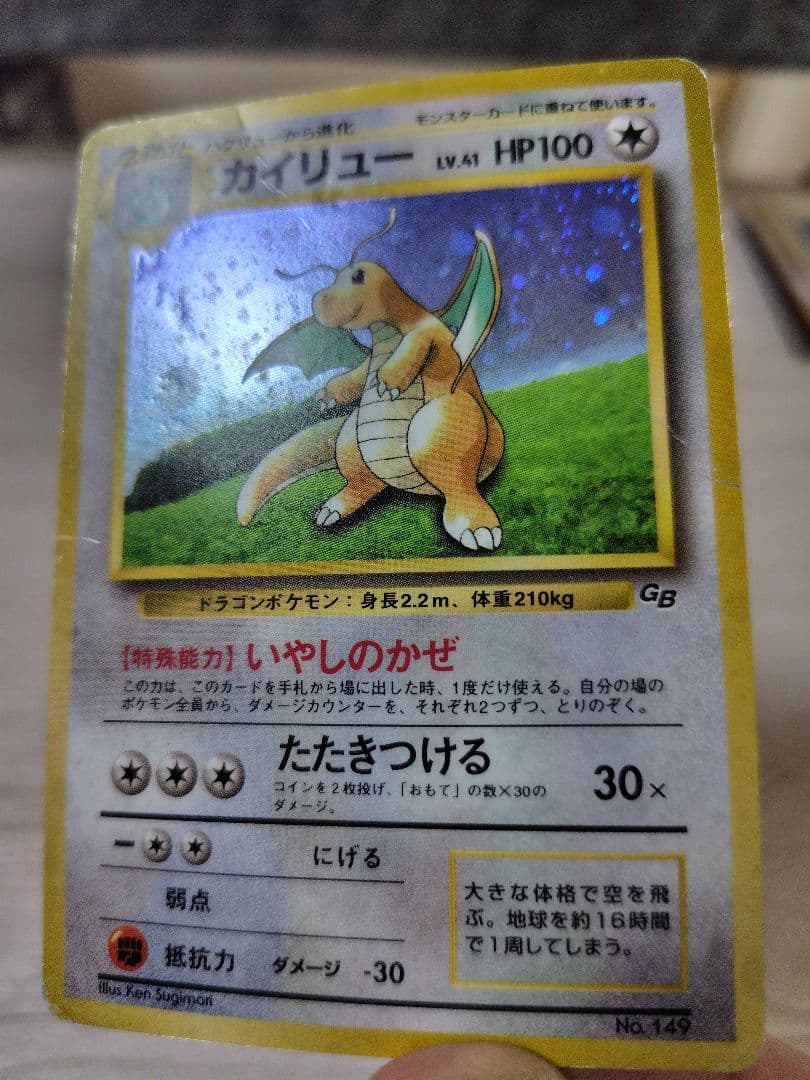 モンスターカードに重ねて使います。
2進化 ハクリューから進化
カイリュー LV.41 HP100
ドラゴンポケモン：身長2.2m、体重210kg
GB
【特殊能力】いやしのかぜ
この力は、このカードを手札から場に出した時、1度だけ使える。自分の場の
ポケモン全員から、ダメージカウンターを、それぞれ2つずつ、とりのぞく。
たたきつける 30×
コインを2枚投げ、「おもて」の数×30の
ダメージ。
にげる
弱点
抵抗力 ダメージ -30
大きな体格で空を飛
ぶ。地球を約16時間
で1周してしまう。
Illus. Ken Sugimori
No. 149